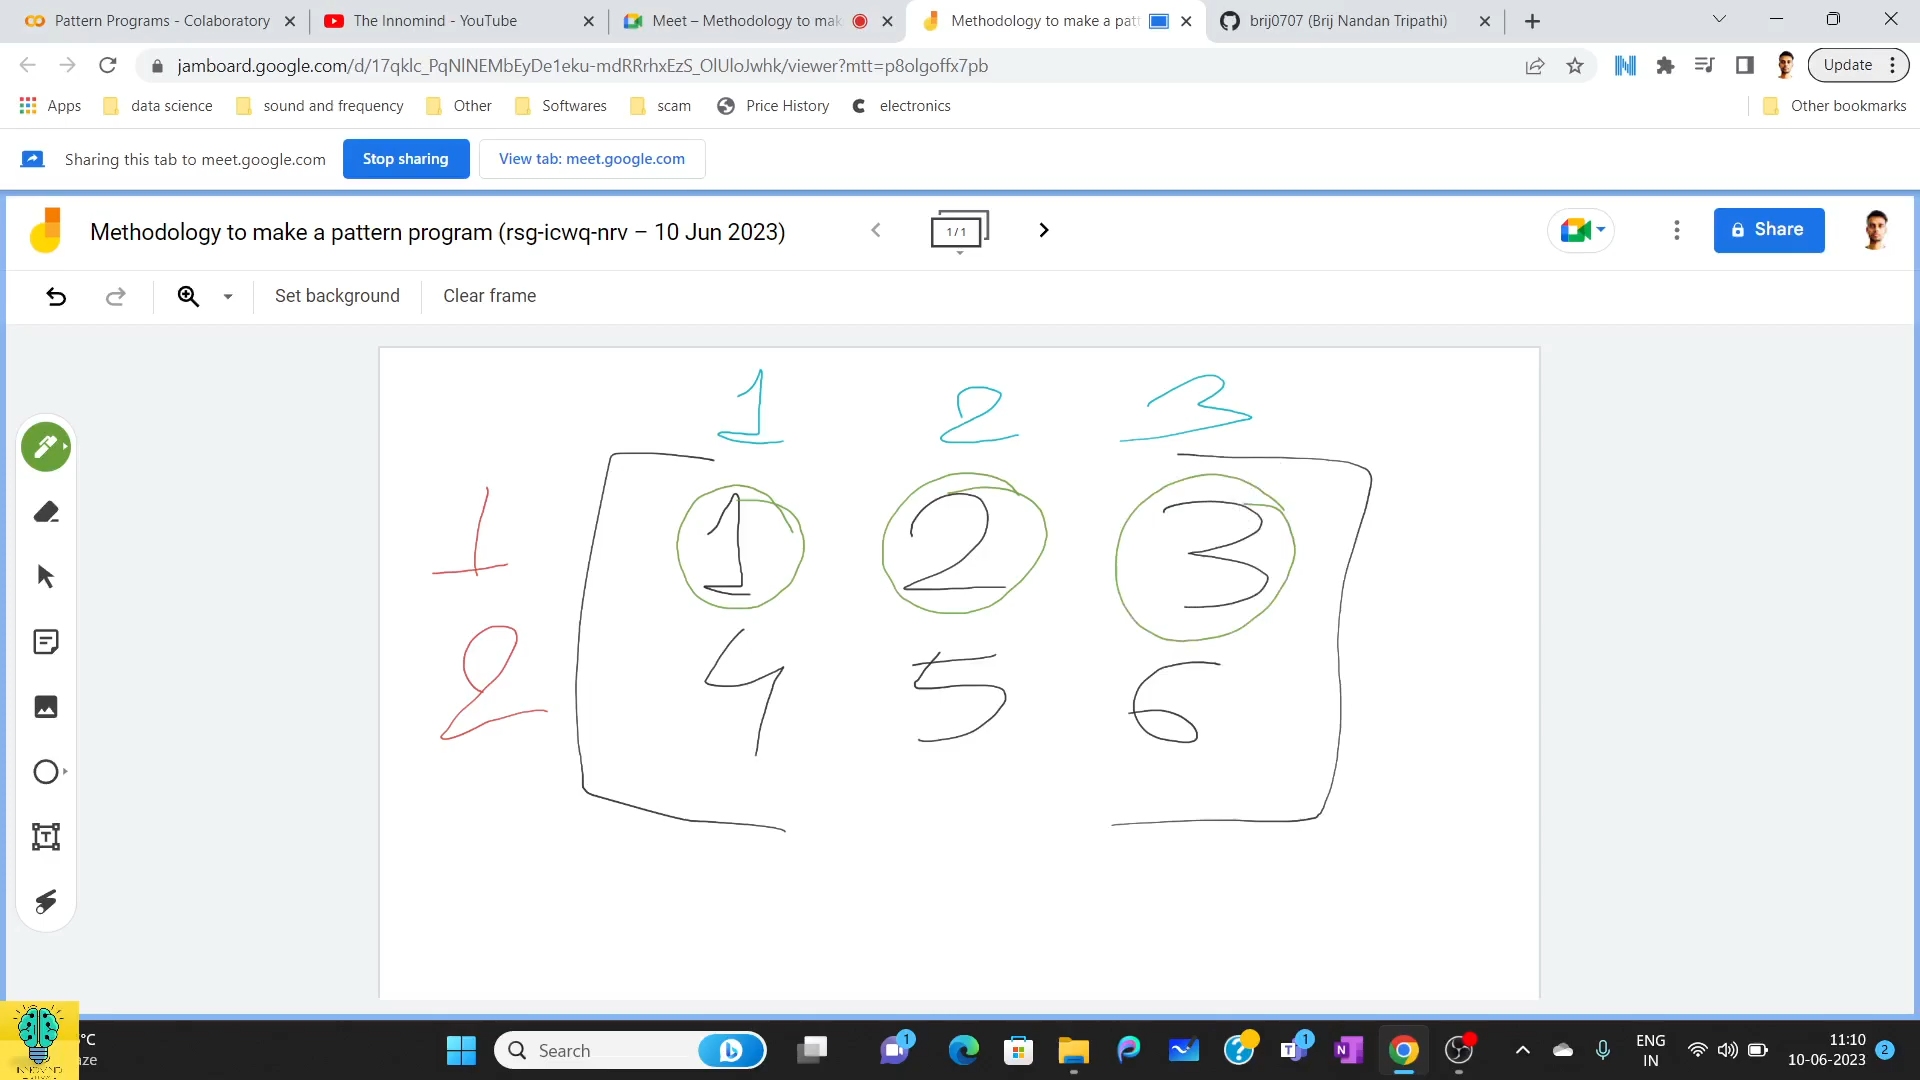 Pattern Programs - Colaboratory
The Innomind - YouTube
Meet – Methodology to mak
Methodology to make a patt
brij0707 (Brij Nandan Tripathi)
jamboard.google.com/d/17qklc_PqNINEMbEyDe1eku-mdRRrhxEzS_OlUloJwhk/viewer?mtt=p8olgoffx7pb
Update
Apps
data science
sound and frequency
Other
Softwares
scam
Price History
electronics
Other bookmarks
Sharing this tab to meet.google.com
Stop sharing
View tab: meet.google.com
Methodology to make a pattern program (rsg-icwq-nrv – 10 Jun 2023)
1/1
Share
Set background
Clear frame
1 2 3
1 1 2 3
2 4 5 6
°C
aze
Search
1
1
ENG
IN
11:10
10-06-2023
2